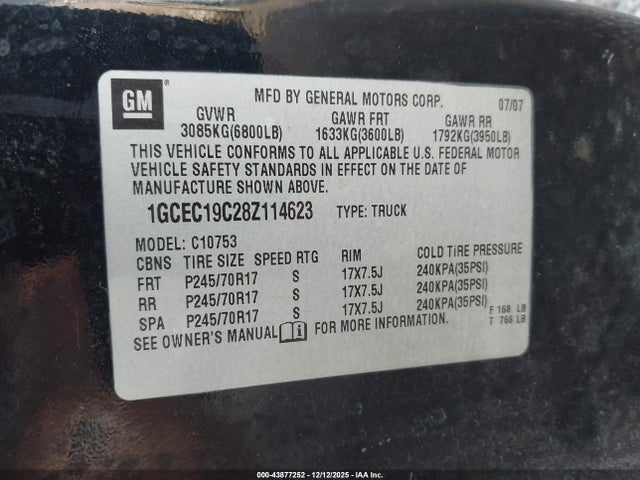 GM ®
MFD BY GENERAL MOTORS CORP. 07/07
GVWR GAWR FRT GAWR RR
3085KG(6800LB) 1633KG(3600LB) 1792KG(3950LB)
THIS VEHICLE CONFORMS TO ALL APPLICABLE U.S. FEDERAL MOTOR
VEHICLE SAFETY STANDARDS IN EFFECT ON THE DATE OF
MANUFACTURE SHOWN ABOVE.
1GCEC19C28Z114623 TYPE: TRUCK
MODEL: C10753
CBNS TIRE SIZE SPEED RTG RIM COLD TIRE PRESSURE
FRT P245/70R17 S 17X7.5J 240KPA(35PSI)
RR P245/70R17 S 17X7.5J 240KPA(35PSI)
SPA P245/70R17 S 17X7.5J 240KPA(35PSI)
F 168 LB
SEE OWNER'S MANUAL FOR MORE INFORMATION. T 766 LB
000-43877252 - 12/12/2025 - IAA Inc.